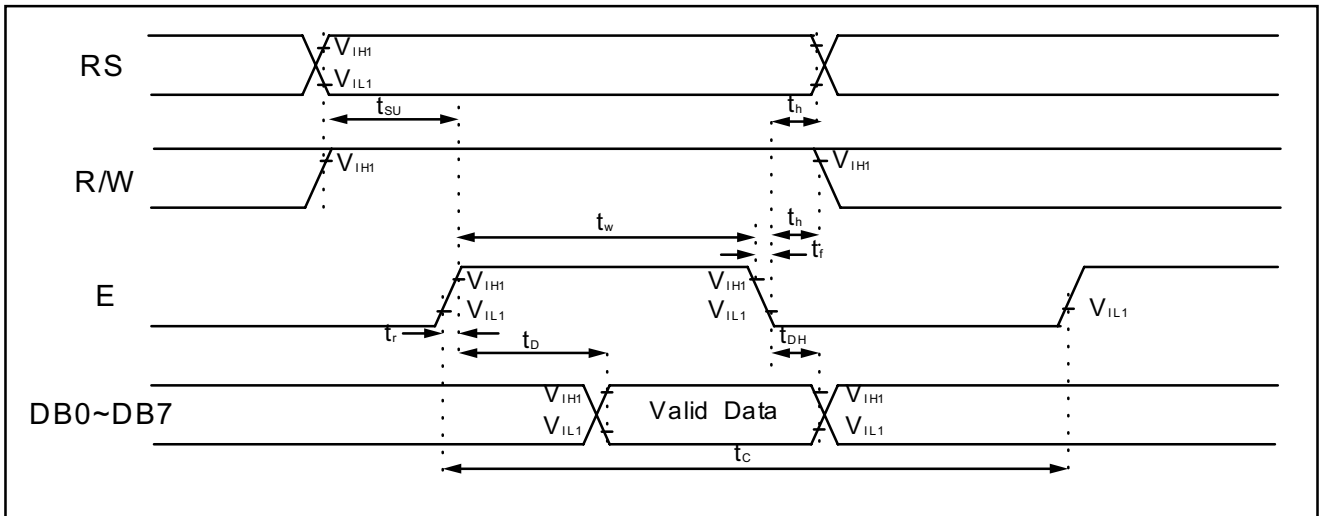 RS
VIH1
VIL1
tSU
th
R/W
VIH1
VIH1
tw
th
tf
E
VIH1
VIL1
VIH1
VIL1
VIL1
tr
tD
tDH
DB0~DB7
VIH1
VIL1
Valid Data
VIH1
VIL1
tC